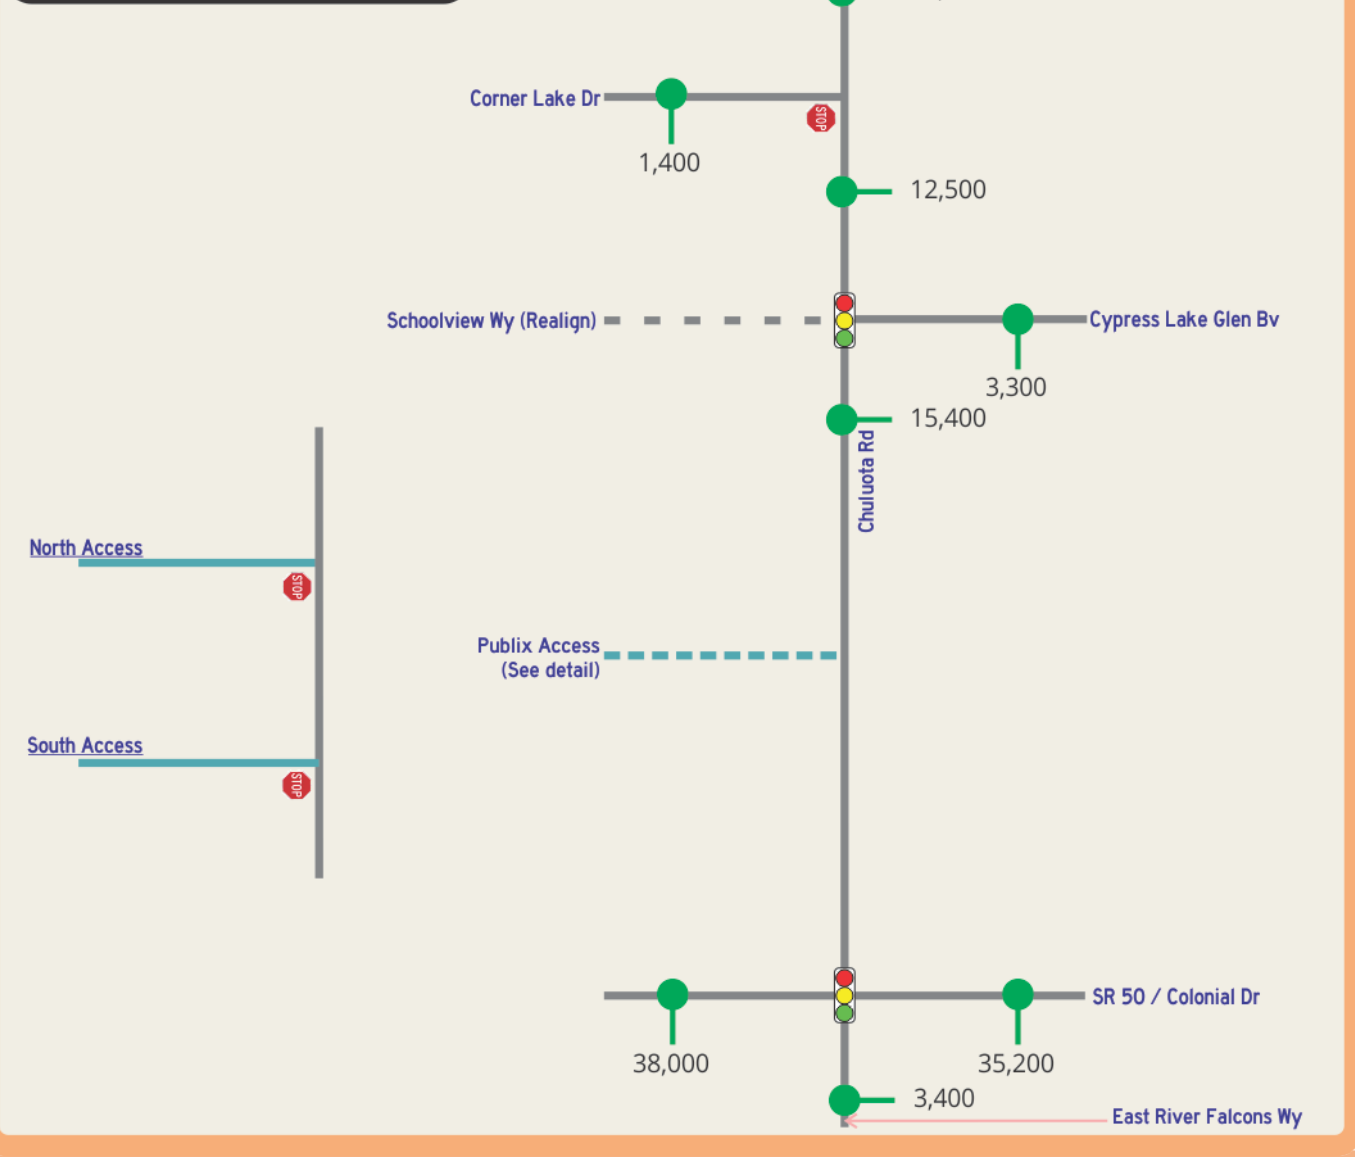 Corner Lake Dr
STOP
1,400
12,500
Schoolview Wy (Realign)
Cypress Lake Glen Bv
3,300
15,400
Chuluota Rd
North Access
STOP
Publix Access
(See detail)
South Access
STOP
SR 50 / Colonial Dr
38,000
35,200
3,400
East River Falcons Wy